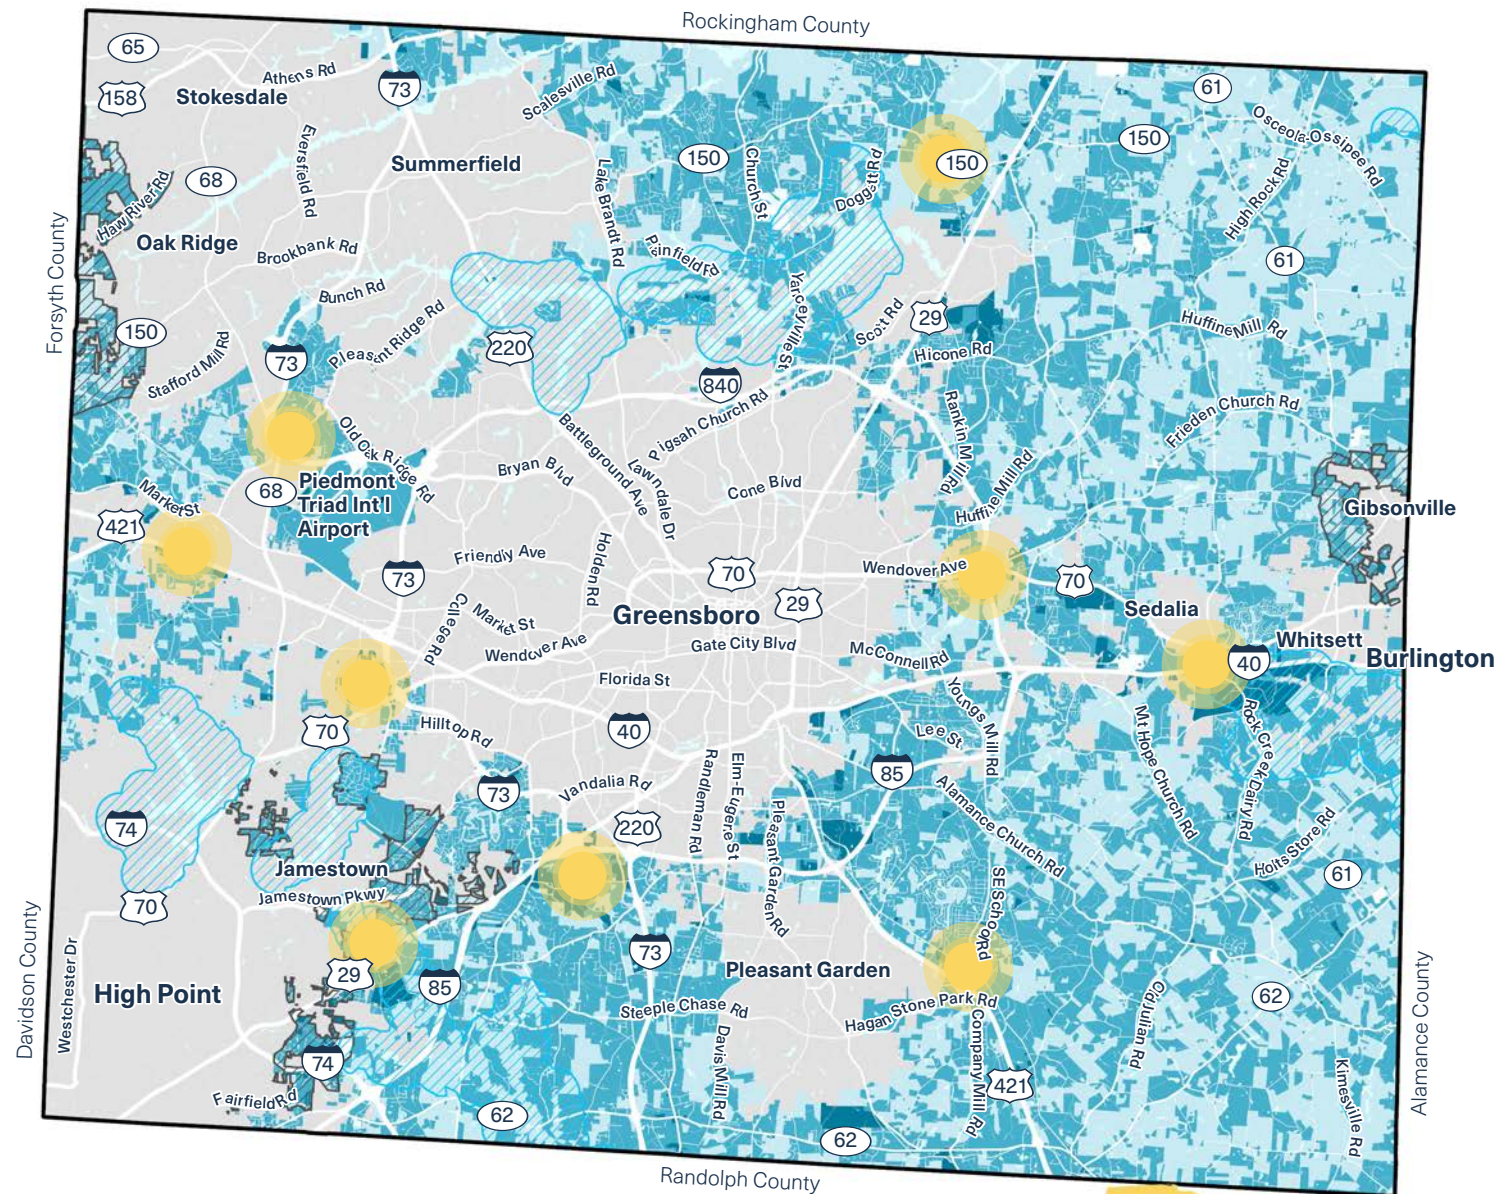 Rockingham County
65
Athens Rd
73
Scalesville Rd
61
158
Stokesdale
Osceola-Ossipee Rd
Eversfield Rd
Summerfield
150
Church St
Doggett Rd
150
150
Haw River Rd
68
Lake Brandt Rd
High Rock Rd
Oak Ridge
Brookbank Rd
Plainfield Rd
61
Forsyth County
Bunch Rd
Yanceyville St
150
Stafford Mill Rd
73
Pleasant Ridge Rd
220
Scott Rd
29
Huffine Mill Rd
Hicone Rd
840
Pigsah Church Rd
Rankin Mill Rd
Frieden Church Rd
Old Oak Ridge Rd
Battleground Ave
Bryan Blvd
Lawndale Dr
Cone Blvd
Huffine Mill Rd
68
Piedmont
Triad Int'l
Airport
Market St
421
Gibsonville
Friendly Ave
Holden Rd
73
70
Wendover Ave
70
29
Sedalia
College Rd
Market St
Greensboro
Wendover Ave
Gate City Blvd
McConnell Rd
Whitsett
40
Burlington
Florida St
70
Hilltop Rd
40
Youngs Mill Rd
Lee St
Mt Hope Church Rd
Rock Creek Dairy Rd
85
73
Vandalia Rd
Randleman Rd
Elm-Eugene St
Pleasant Garden Rd
Alamance Church Rd
74
220
Holts Store Rd
Jamestown
61
Jamestown Pkwy
70
SE School Rd
Davidson County
Westchester Dr
29
85
73
Pleasant Garden
High Point
62
Steeple Chase Rd
Hagan Stone Park Rd
Old Julian Rd
Alamance County
Davis Mill Rd
Company Mill Rd
74
421
Kimesville Rd
Fairfield Rd
62
62
Randolph County